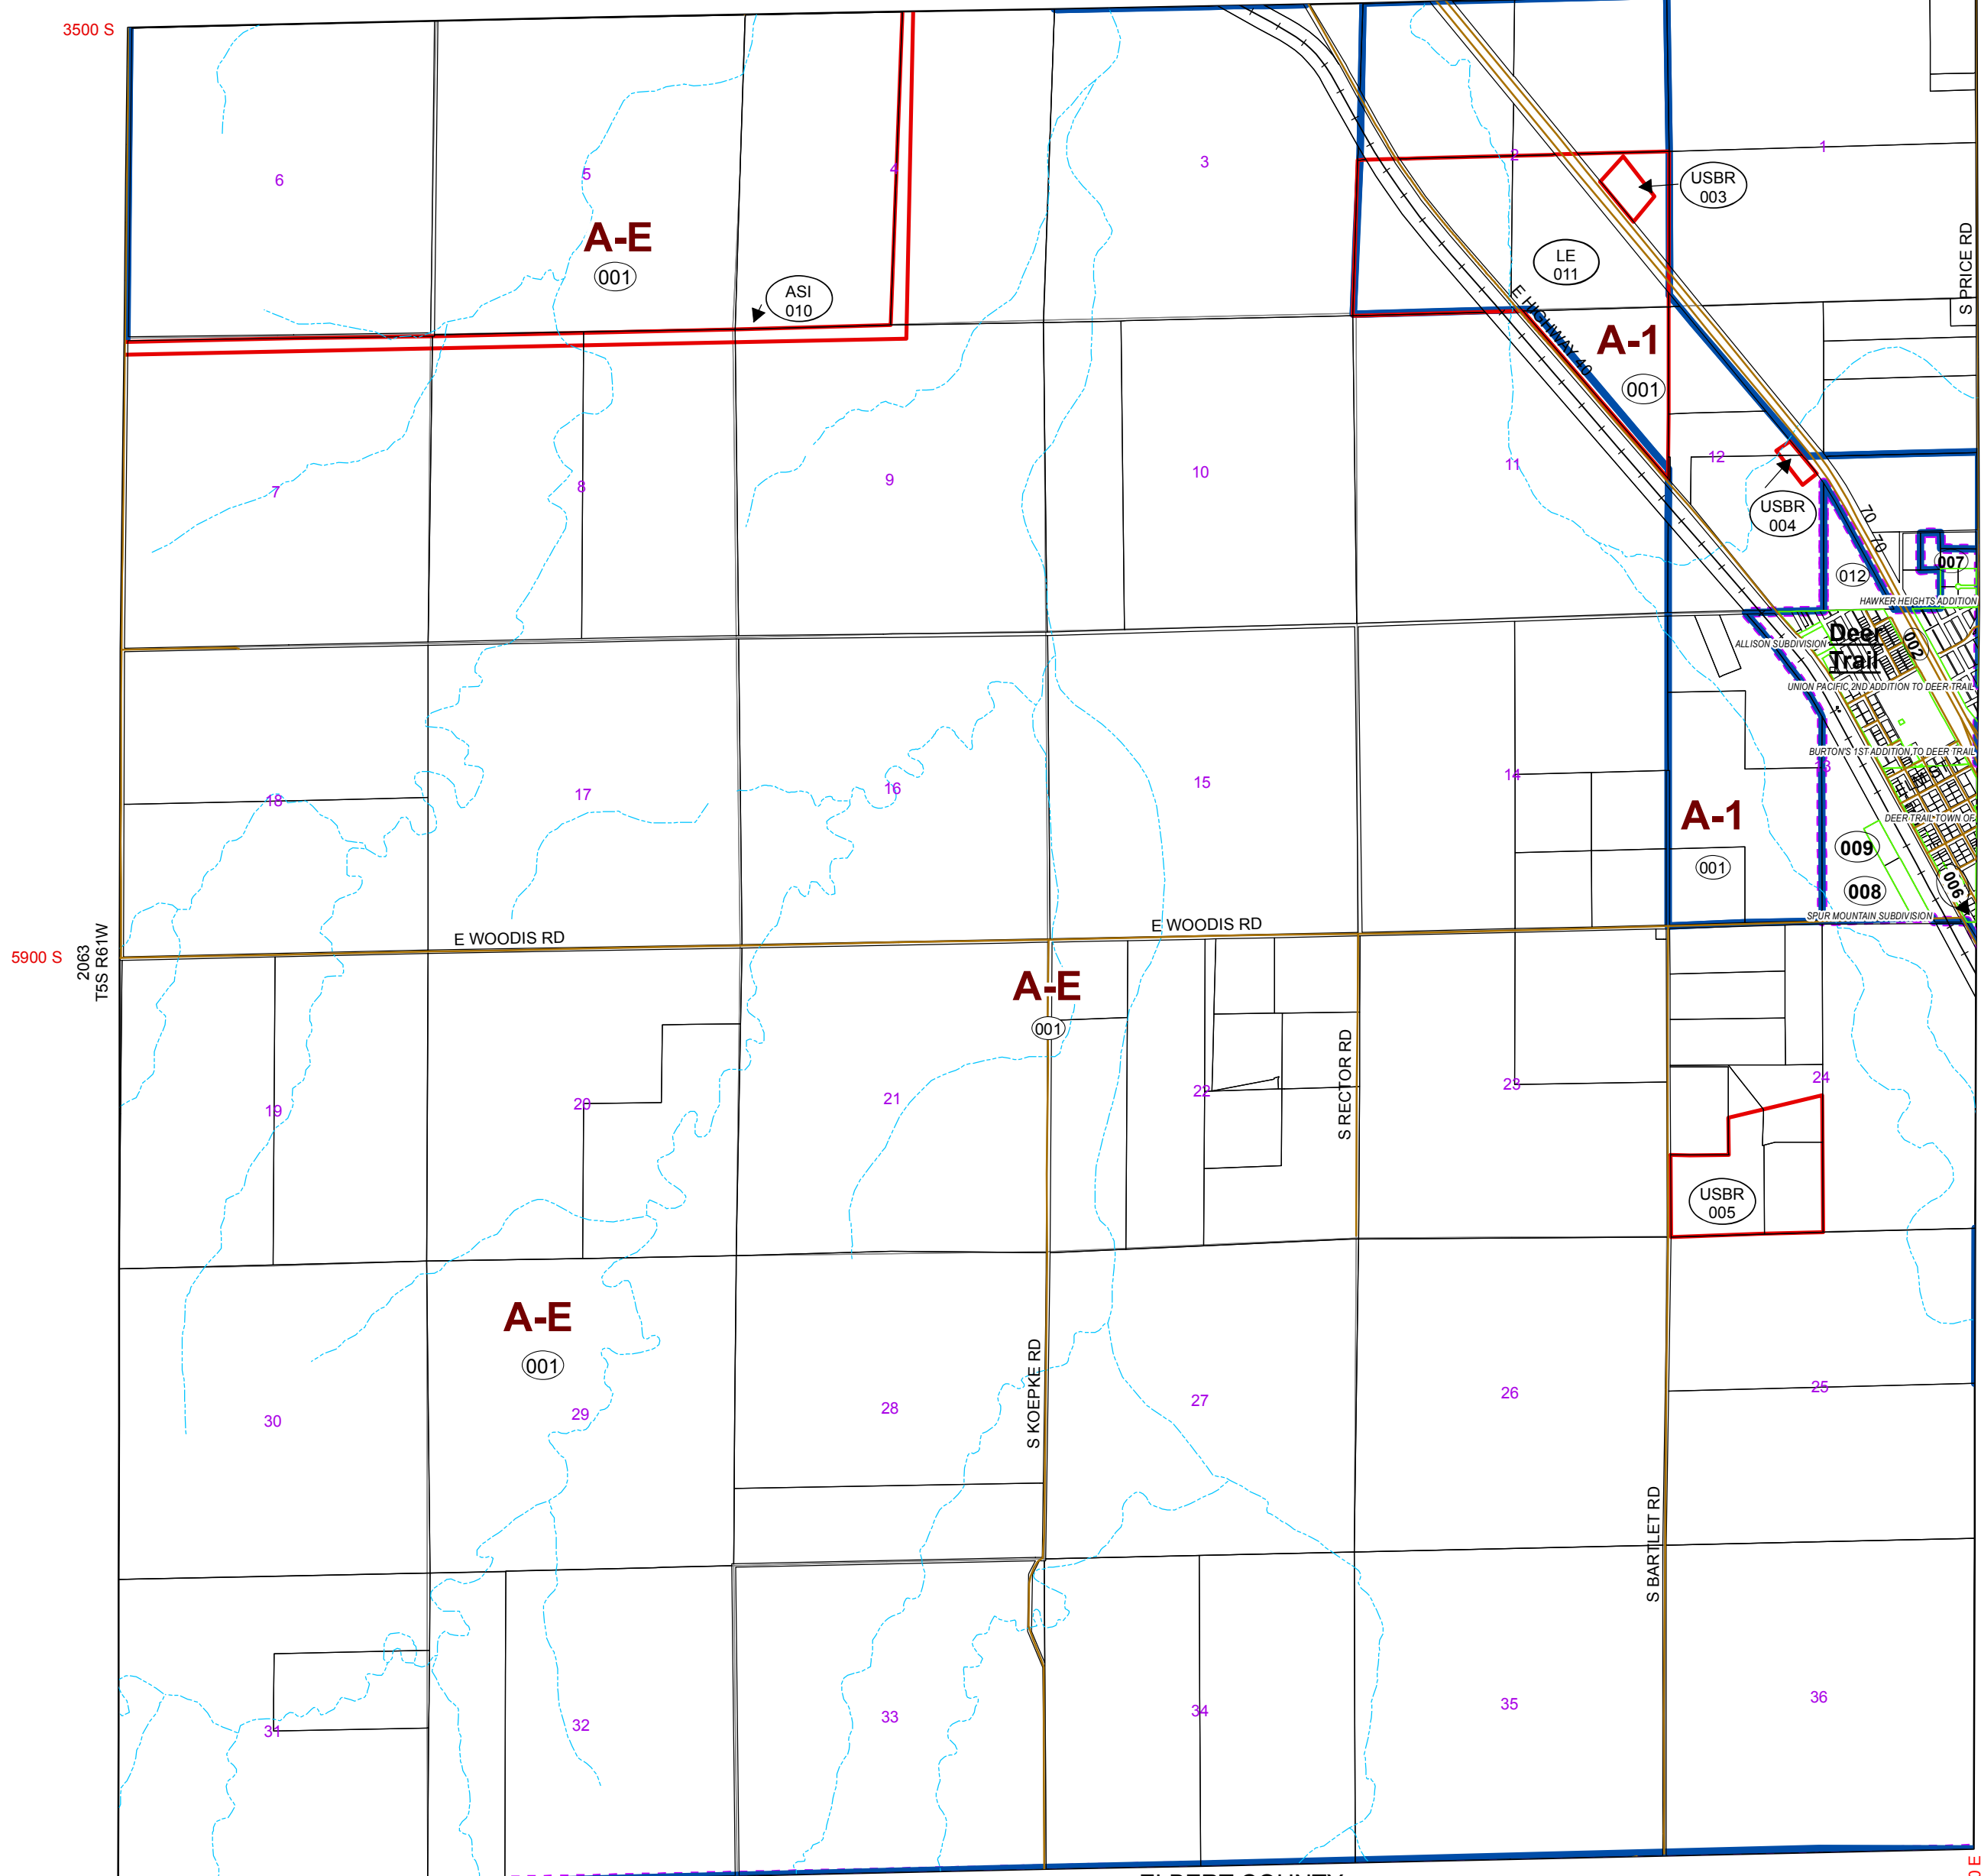 3500 S
6
5
4
3
2
1
USBR
003
S PRICE RD
A-E
001
ASI
010
LE
011
E HIGHWAY 40
A-1
001
7
8
9
10
11
12
USBR
004
70
70
007
012
HAWKER HEIGHTS ADDITION
Deer
Trail
002
ALLISON SUBDIVISION
UNION PACIFIC 2ND ADDITION TO DEER TRAIL
BURTON'S 1ST ADDITION TO DEER TRAIL
18
17
16
15
14
13
A-1
001
DEER TRAIL TOWN OF
009
008
006
SPUR MOUNTAIN SUBDIVISION
E WOODIS RD
E WOODIS RD
5900 S
2063
T5S R61W
A-E
001
S RECTOR RD
19
20
21
22
23
24
USBR
005
A-E
001
S KOEPKE RD
30
29
28
27
26
25
S BARTLET RD
31
32
33
34
35
36